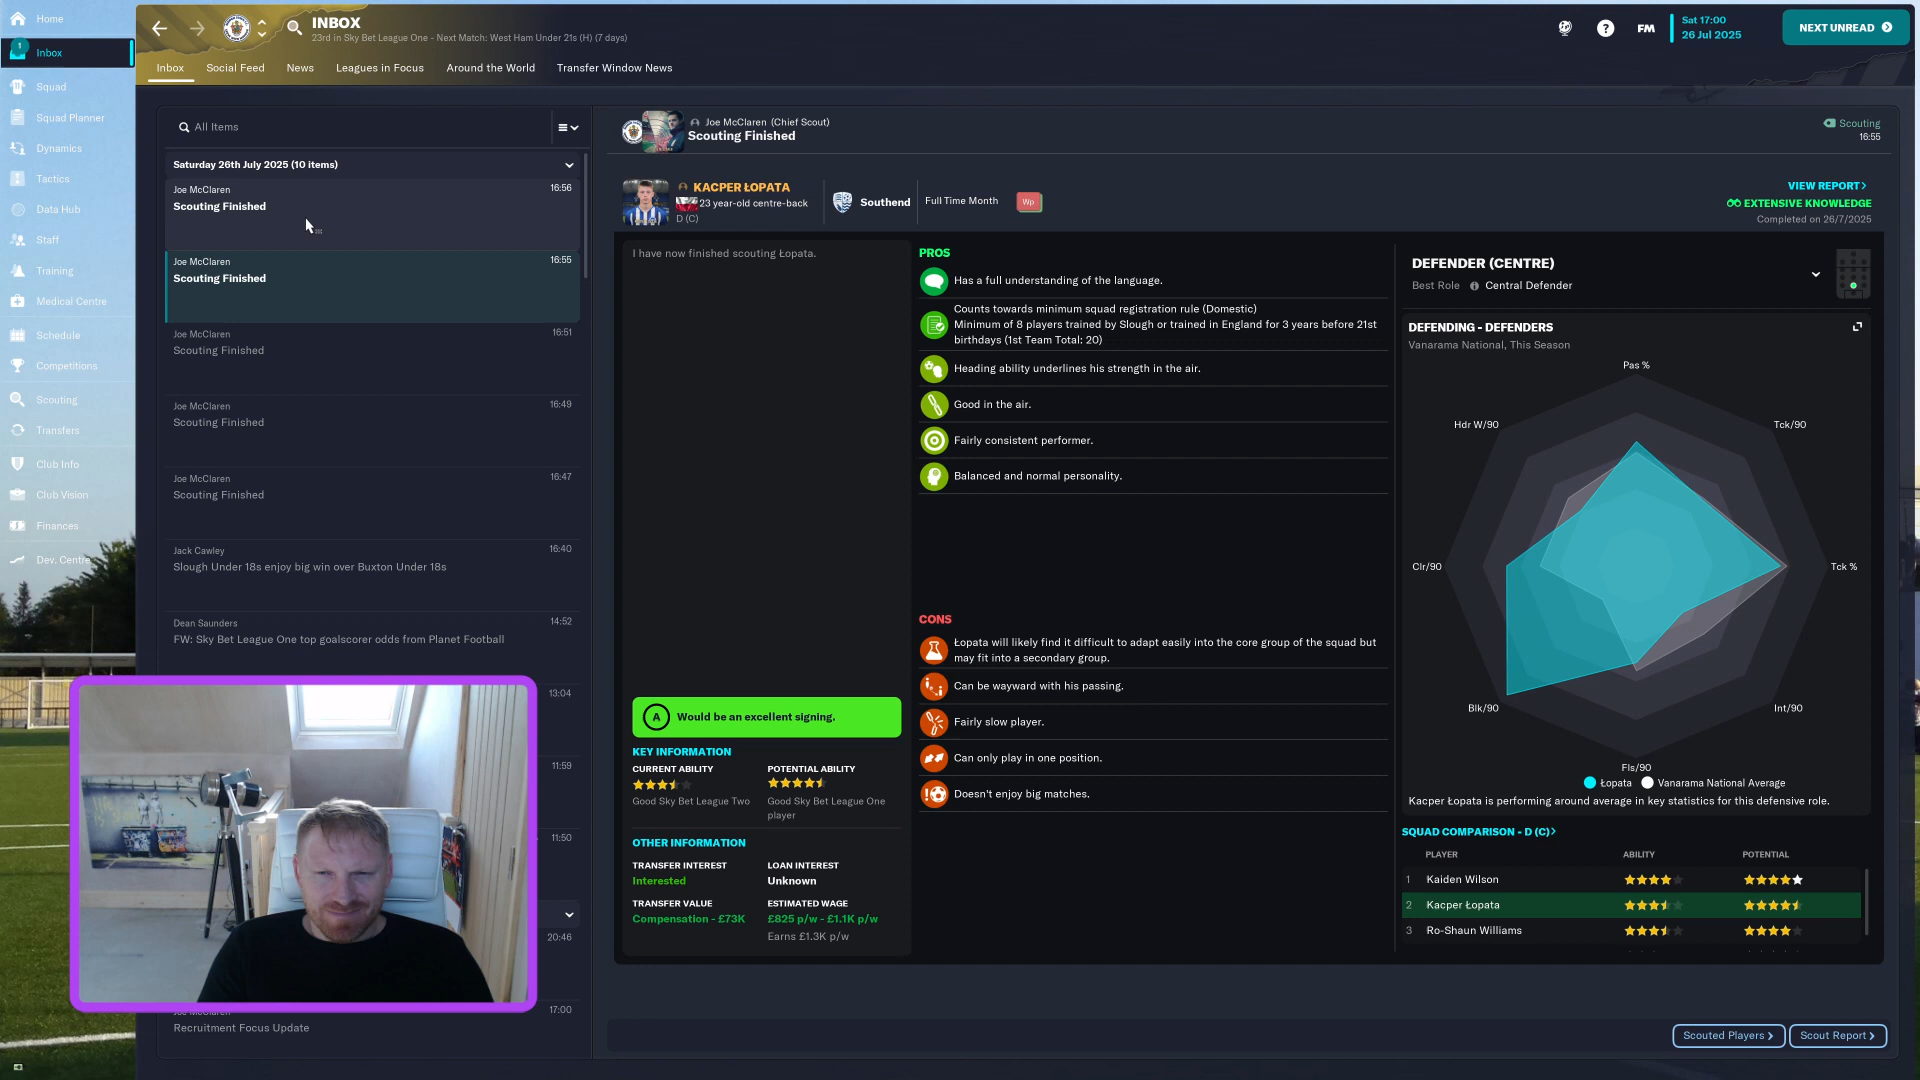 Home
1
Inbox
Squad
Squad Planner
Dynamics
Tactics
Data Hub
Staff
Training
Medical Centre
Schedule
Competitions
Scouting
Transfers
Club Info
Club Vision
Finances
Dev. Centre
INBOX
23rd in Sky Bet League One - Next Match: West Ham Under 21s (H) (7 days)
Inbox
Social Feed
News
Leagues in Focus
Around the World
Transfer Window News
?
FM
Sat 17:00
26 Jul 2025
NEXT UNREAD
All Items
Saturday 26th July 2025 (10 items)
Joe McClaren 16:56
Scouting Finished
Joe McClaren 16:55
Scouting Finished
Joe McClaren 16:51
Scouting Finished
Joe McClaren 16:49
Scouting Finished
Joe McClaren 16:47
Scouting Finished
Jack Cawley 16:40
Slough Under 18s enjoy big win over Buxton Under 18s
Dean Saunders 14:52
FW: Sky Bet League One top goalscorer odds from Planet Football
13:04
11:59
11:50
20:46
Joe McClaren 17:00
Recruitment Focus Update
Joe McClaren (Chief Scout)
Scouting Finished
Scouting
16:55
KACPER ŁOPATA
23 year-old centre-back
D (C)
Southend
Full Time Month
Wp
VIEW REPORT>
EXTENSIVE KNOWLEDGE
Completed on 26/7/2025
I have now finished scouting Łopata.
A Would be an excellent signing.
KEY INFORMATION
CURRENT ABILITY
Good Sky Bet League Two
POTENTIAL ABILITY
Good Sky Bet League One
player
OTHER INFORMATION
TRANSFER INTEREST
Interested
LOAN INTEREST
Unknown
TRANSFER VALUE
Compensation - £73K
ESTIMATED WAGE
£825 p/w - £1.1K p/w
Earns £1.3K p/w
PROS
Has a full understanding of the language.
Counts towards minimum squad registration rule (Domestic)
Minimum of 8 players trained by Slough or trained in England for 3 years before 21st
birthdays (1st Team Total: 20)
Heading ability underlines his strength in the air.
Good in the air.
Fairly consistent performer.
Balanced and normal personality.
CONS
Łopata will likely find it difficult to adapt easily into the core group of the squad but
may fit into a secondary group.
Can be wayward with his passing.
Fairly slow player.
Can only play in one position.
Doesn't enjoy big matches.
DEFENDER (CENTRE)
Best Role Central Defender
DEFENDING - DEFENDERS
Vanarama National, This Season
Pas %
Hdr W/90
Tck/90
Clr/90
Tck %
Blk/90
Int/90
Fls/90
Łopata
Vanarama National Average
Kacper Łopata is performing around average in key statistics for this defensive role.
SQUAD COMPARISON - D (C)>
PLAYER ABILITY POTENTIAL
1 Kaiden Wilson
2 Kacper Łopata
3 Ro-Shaun Williams
Scouted Players >
Scout Report >